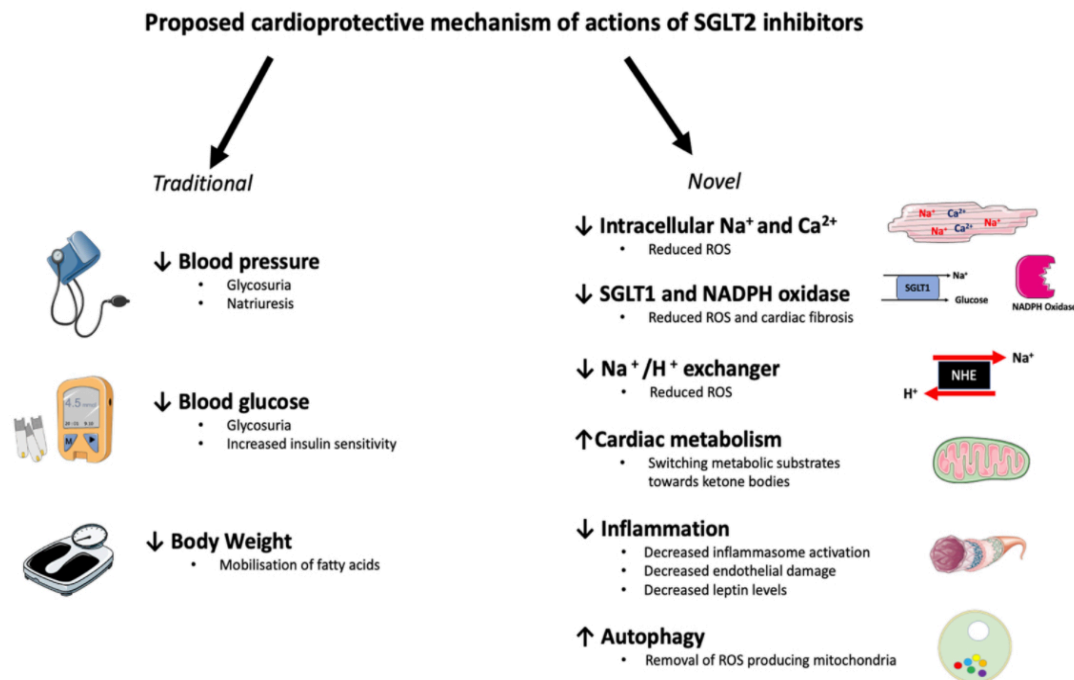 Proposed cardioprotective mechanism of actions of SGLT2 inhibitors
Traditional
↓ Blood pressure
• Glycosuria
• Natriuresis
↓ Blood glucose
• Glycosuria
• Increased insulin sensitivity
4.5
M
↓ Body Weight
• Mobilisation of fatty acids
Novel
↓ Intracellular Na⁺ and Ca²⁺
• Reduced ROS
Na⁺ Ca²⁺ Na⁺
Na⁺ Ca²⁺
↓ SGLT1 and NADPH oxidase
• Reduced ROS and cardiac fibrosis
Na⁺
SGLT1
Glucose
NADPH Oxidase
↓ Na⁺/H⁺ exchanger
• Reduced ROS
Na⁺
NHE
H⁺
↑Cardiac metabolism
• Switching metabolic substrates
towards ketone bodies
↓ Inflammation
• Decreased inflammasome activation
• Decreased endothelial damage
• Decreased leptin levels
↑ Autophagy
• Removal of ROS producing mitochondria